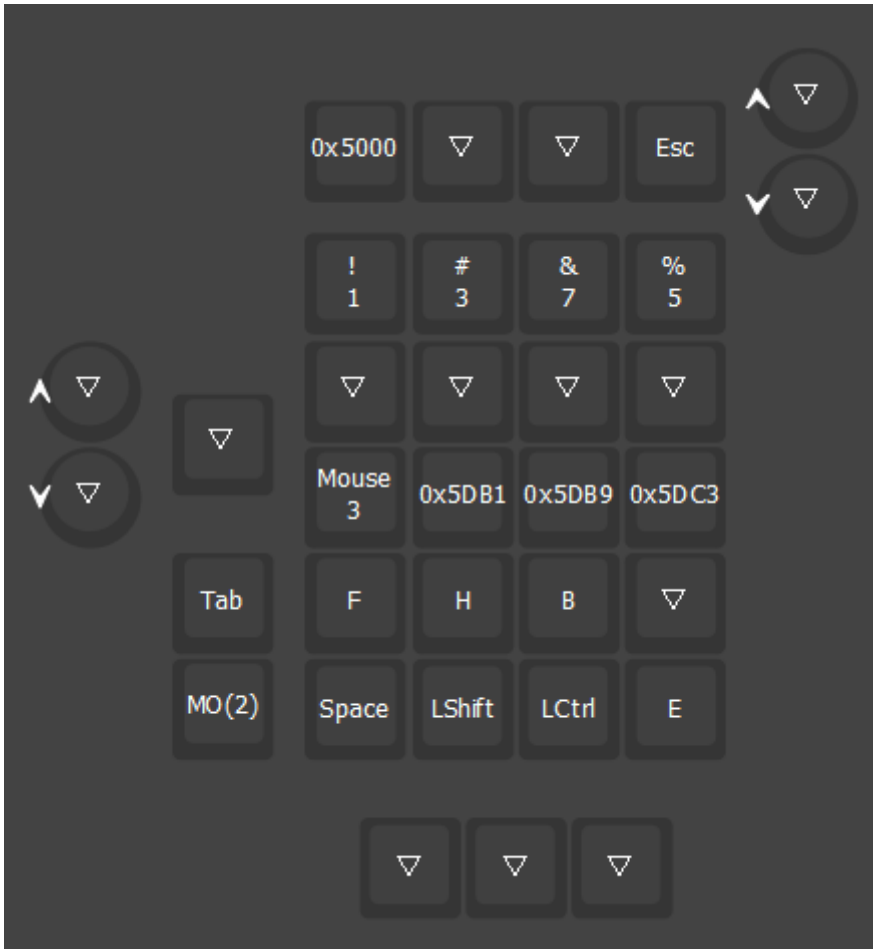 0x5000 ▽ ▽ Esc
▽
▽
! # & %
1 3 7 5
▽ ▽ ▽ ▽
▽
▽
▽
Mouse
3
0x5DB1 0x5DB9 0x5DC3
Tab F H B ▽
MO(2) Space LShift LCtrl E
▽ ▽ ▽